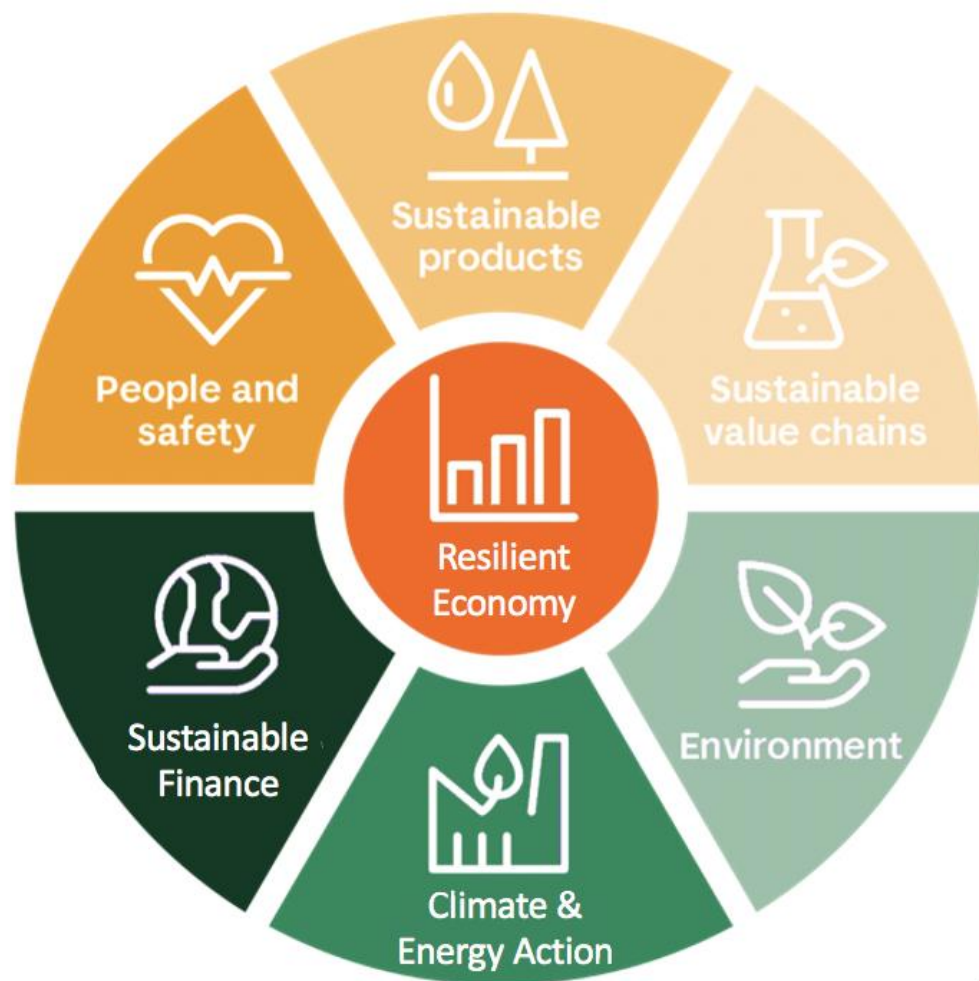 Sustainable
products
People and
safety
Sustainable
value chains
Resilient
Economy
Sustainable
Finance
Environment
Climate &
Energy Action